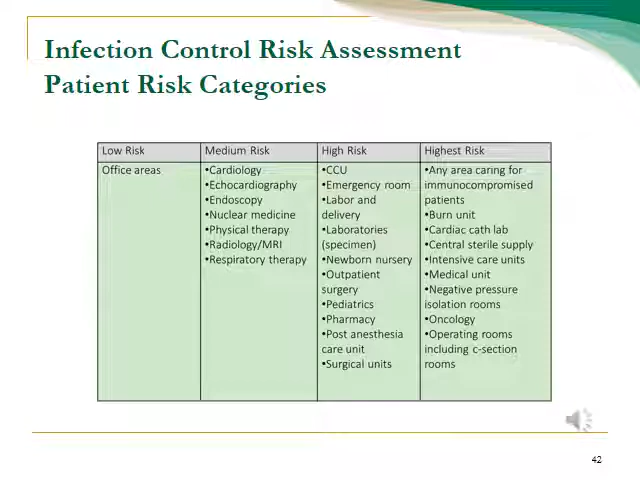 Infection Control Risk Assessment
Patient Risk Categories
Low Risk
Office areas
Medium Risk
•Cardiology
•Echocardiography
•Endoscopy
•Nuclear medicine
•Physical therapy
•Radiology/MRI
•Respiratory therapy
High Risk
•CCU
•Emergency room
•Labor and
delivery
•Laboratories
(specimen)
•Newborn nursery
•Outpatient
surgery
•Pediatrics
•Pharmacy
•Post anesthesia
care unit
•Surgical units
Highest Risk
•Any area caring for
immunocompromised
patients
•Burn unit
•Cardiac cath lab
•Central sterile supply
•Intensive care units
•Medical unit
•Negative pressure
isolation rooms
•Oncology
•Operating rooms
including c-section
rooms
42